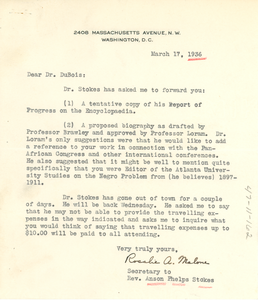 2408 MASSACHUSETTS AVENUE, N.W.
WASHINGTON, D.C.
March 17, 1936
Dear Dr. DuBois:
Dr. Stokes has asked me to forward you:
(1) A tentative copy of his Report of
Progress on the Encyclopaedia.
(2) A proposed biography as drafted by
Professor Brawley and approved by Professor Loram. Dr.
Loram's only suggestions were that he would like to add
a reference to your work in connection with the Pan-
African Congress and other international conferences.
He also suggested that it might be well to mention quite
specifically that you were Editor of the Atlanta Univer-
sity Studies on the Negro Problem from (he believes) 1897-
1911.
Dr. Stokes has gone out of town for a couple
of days. He will be back Wednesday. He asked me to
say that he may not be able to provide the travelling ex-
penses in the way indicated and asks me to inquire what
you would think of saying that travelling expenses up to
$10.00 will be paid to all attending.
Very truly yours,
Rosalie A. Malone
Secretary to
Rev. Anson Phelps Stokes